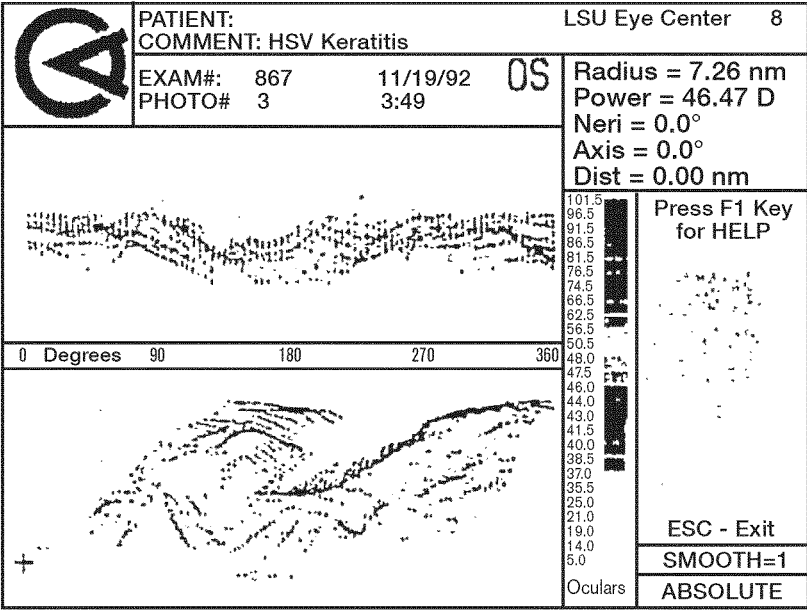 PATIENT:
LSU Eye Center 8
COMMENT: HSV Keratitis
EXAM#: 867 11/19/92 OS
PHOTO# 3 3:49
Radius = 7.26 nm
Power = 46.47 D
Neri = 0.0°
Axis = 0.0°
Dist = 0.00 nm
0 Degrees 90 180 270 360
101.5
96.5
91.5
86.5
81.5
76.5
74.5
66.5
62.5
56.5
50.5
48.0
47.5
46.0
44.0
43.0
41.5
40.0
38.5
37.0
35.5
25.0
21.0
19.0
14.0
5.0
Oculars
Press F1 Key
for HELP
ESC - Exit
SMOOTH=1
ABSOLUTE